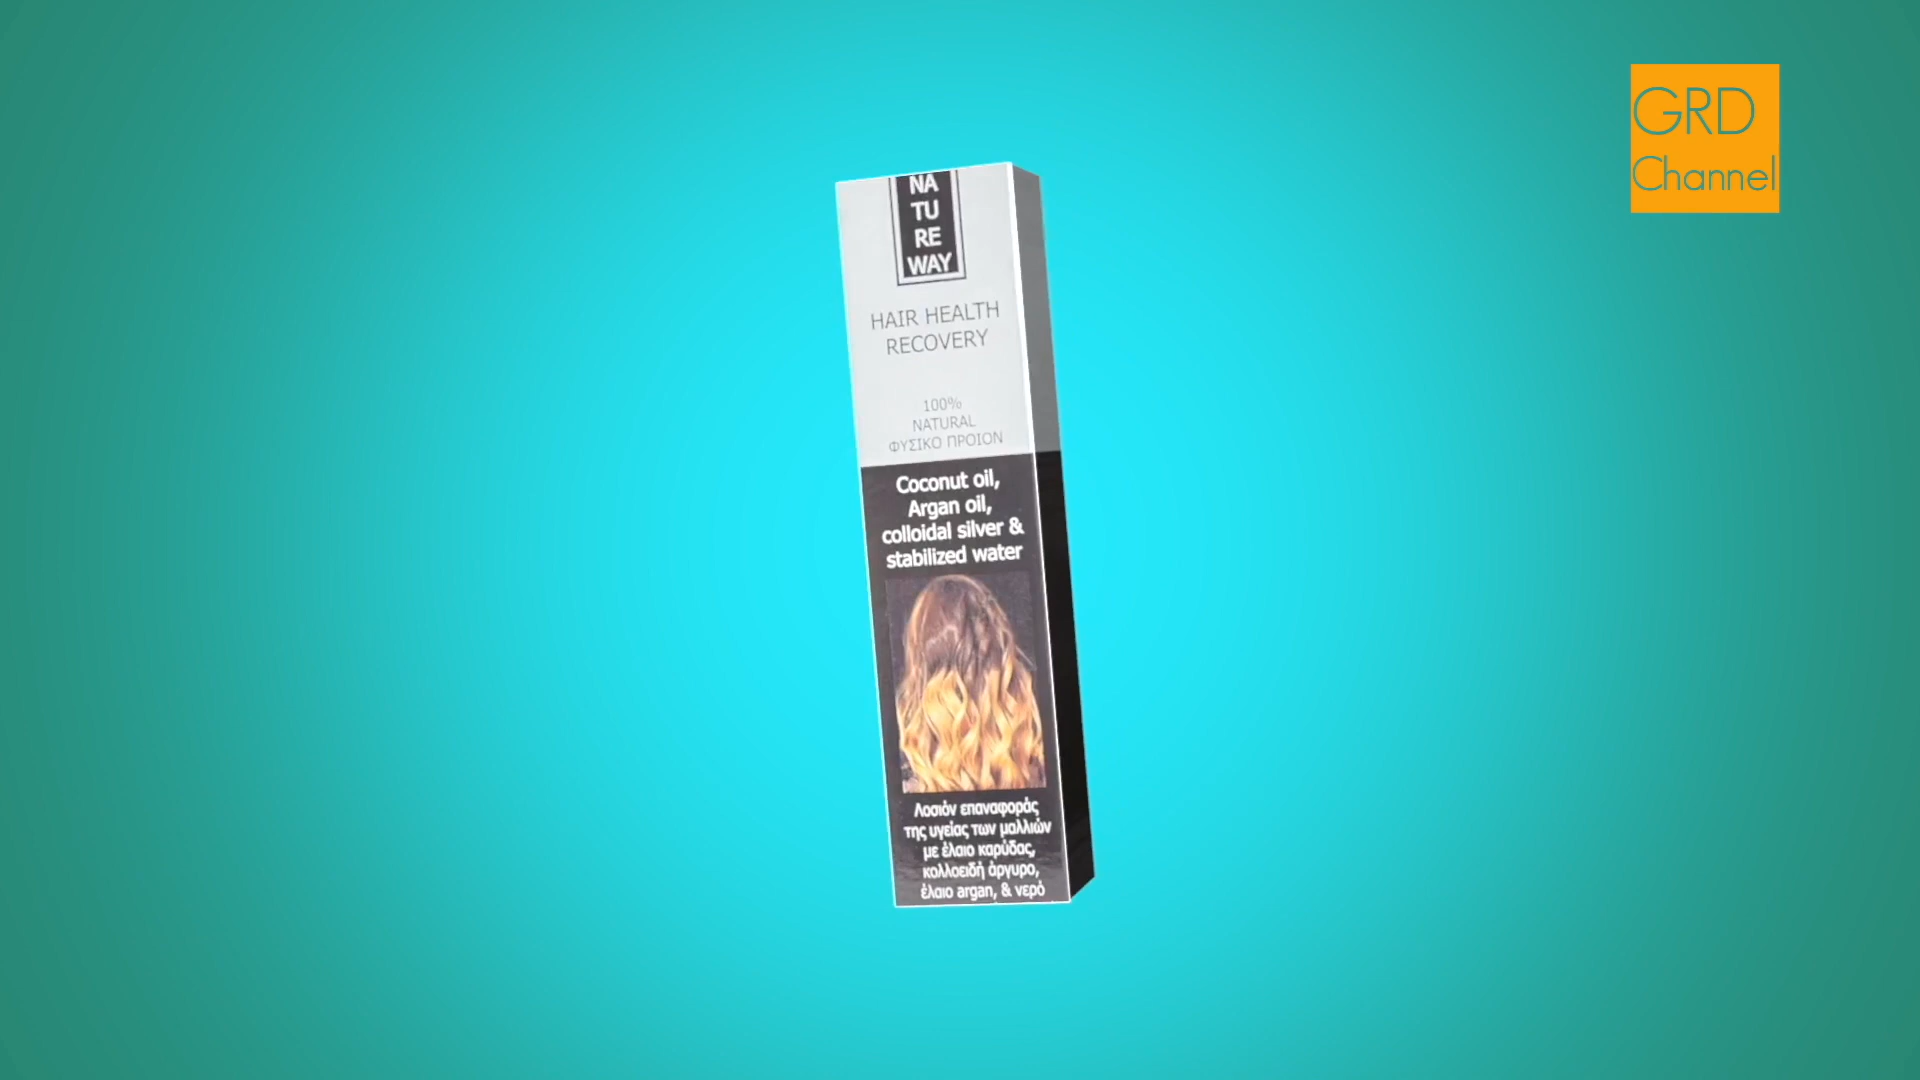 GRD
Channel
NA
TU
RE
WAY
HAIR HEALTH
RECOVERY
100%
NATURAL
ΦΥΣΙΚΟ ΠΡΟΙΟΝ
Coconut oil,
Argan oil,
colloidal silver &
stabilized water
Λοσιόν επαναφοράς
της υγείας των μαλλιών
με έλαιο καρύδας,
κολλοειδή άργυρο,
έλαιο argan, & νερό